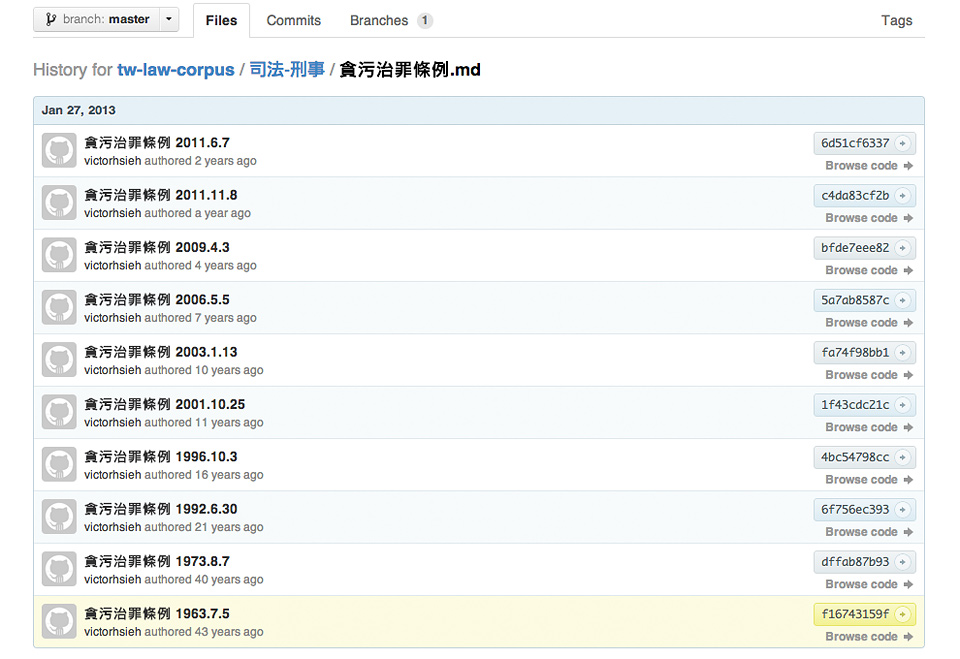 branch: master
Files
Commits
Branches 1
Tags
History for tw-law-corpus / 司法-刑事 / 貪污治罪條例.md
Jan 27, 2013
貪污治罪條例 2011.6.7
6d51cf6337
victorhsieh authored 2 years ago
Browse code
貪污治罪條例 2011.11.8
c4da83cf2b
victorhsieh authored a year ago
Browse code
貪污治罪條例 2009.4.3
bfde7eee82
victorhsieh authored 4 years ago
Browse code
貪污治罪條例 2006.5.5
5a7ab8587c
victorhsieh authored 7 years ago
Browse code
貪污治罪條例 2003.1.13
fa74f98bb1
victorhsieh authored 10 years ago
Browse code
貪污治罪條例 2001.10.25
1f43cdc21c
victorhsieh authored 11 years ago
Browse code
貪污治罪條例 1996.10.3
4bc54798cc
victorhsieh authored 16 years ago
Browse code
貪污治罪條例 1992.6.30
6f756ec393
victorhsieh authored 21 years ago
Browse code
貪污治罪條例 1973.8.7
dffab87b93
victorhsieh authored 40 years ago
Browse code
貪污治罪條例 1963.7.5
f16743159f
victorhsieh authored 43 years ago
Browse code